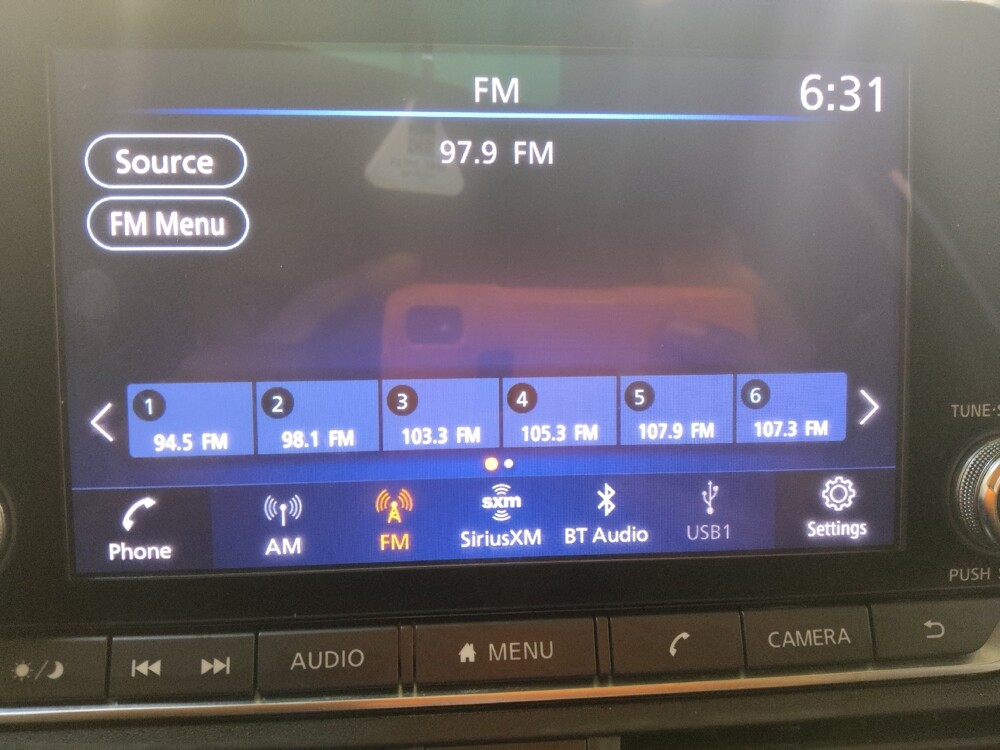 FM
6:31
Source
97.9 FM
FM Menu
1 2 3 4 5 6
94.5 FM 98.1 FM 103.3 FM 105.3 FM 107.9 FM 107.3 FM
Phone AM FM sxm SiriusXM BT Audio USB1 Settings
TUNE
PUSH
AUDIO MENU CAMERA